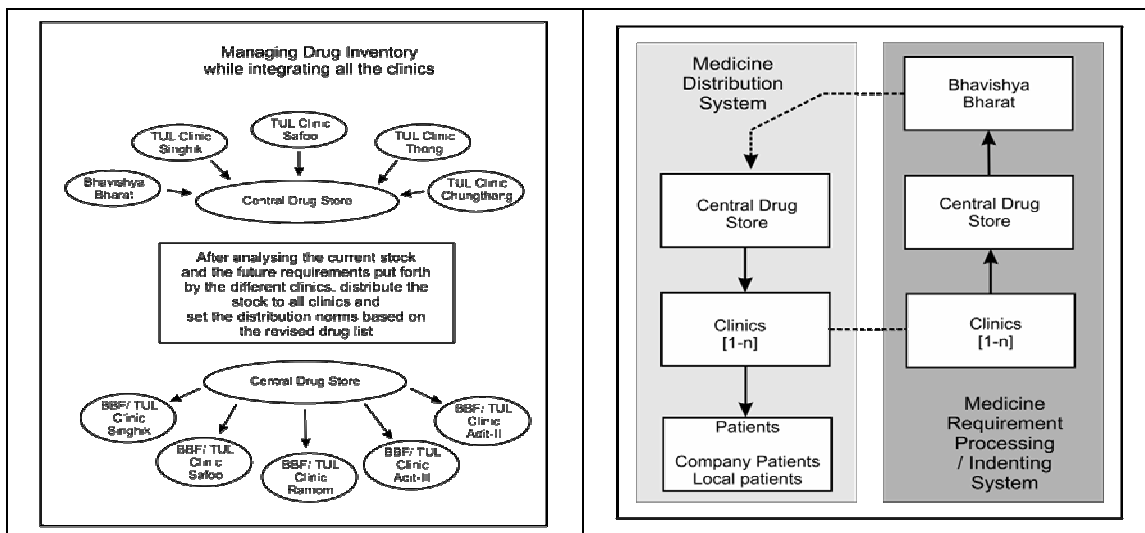 Managing Drug Inventory
while integrating all the clinics
TUL Clinic
Singhik
TUL Clinic
Safoo
TUL Clinic
Thong
Bhavishya
Bharat
Central Drug Store
TUL Clinic
Chungthang
After analysing the current stock
and the future requirements put forth
by the different clinics, distribute the
stock to all clinics and
set the distribution norms based on
the revised drug list
Central Drug Store
BBF/ TUL
Clinic
Singhik
BBF/ TUL
Clinic
Safoo
BBF/ TUL
Clinic
Ramom
BBF/ TUL
Clinic
Adit-III
BBF/ TUL
Clinic
Adit-II
Medicine
Distribution
System
Central Drug
Store
Clinics
[1-n]
Patients
Company Patients
Local patients
Bhavishya
Bharat
Central Drug
Store
Clinics
[1-n]
Medicine
Requirement
Processing
/ Indenting
System